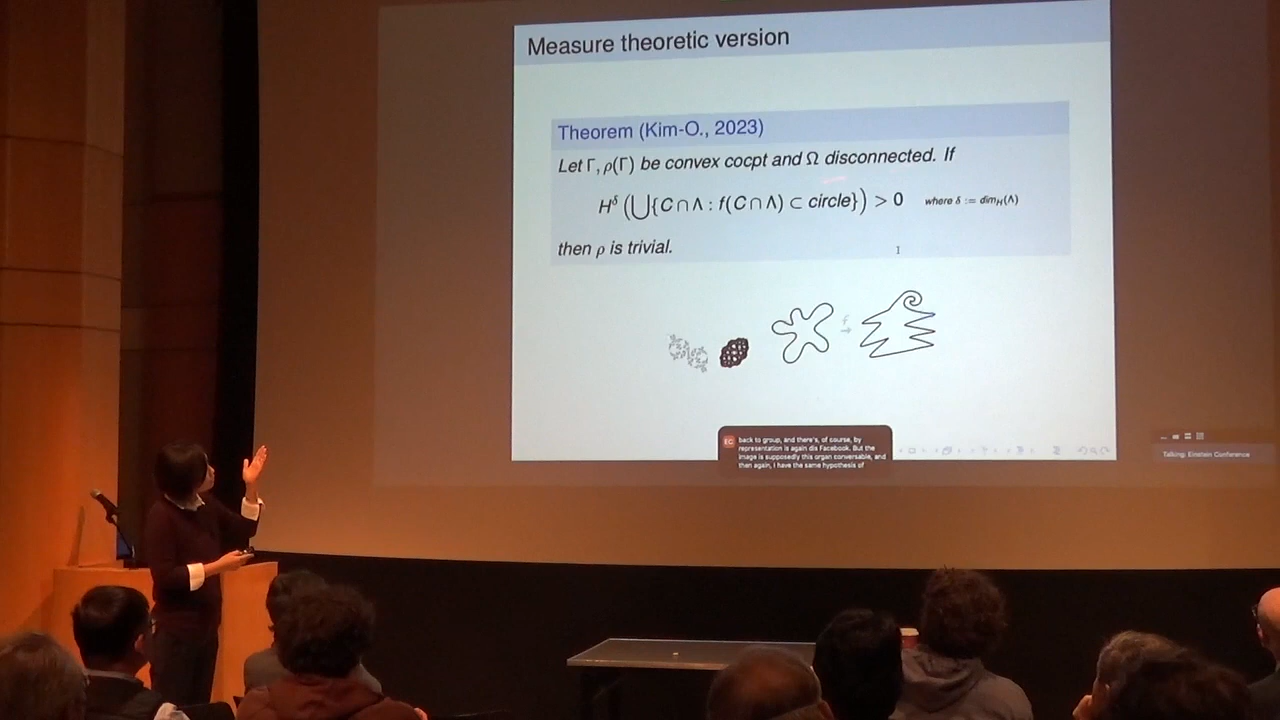 Measure theoretic version
Theorem (Kim-O., 2023)
Let Γ, ρ(Γ) be convex cocpt and Ω disconnected. If
H^δ (⋃{C ∩ Λ : f(C ∩ Λ) ⊂ circle}) > 0 where δ := dim_H(Λ)
then ρ is trivial.
f
EC
back to group, and there's, of course, by
representation is again dis Facebook. But the
image is supposedly this organ conversable, and
then again, I have the same hypothesis of
Talking: Einstein Conference